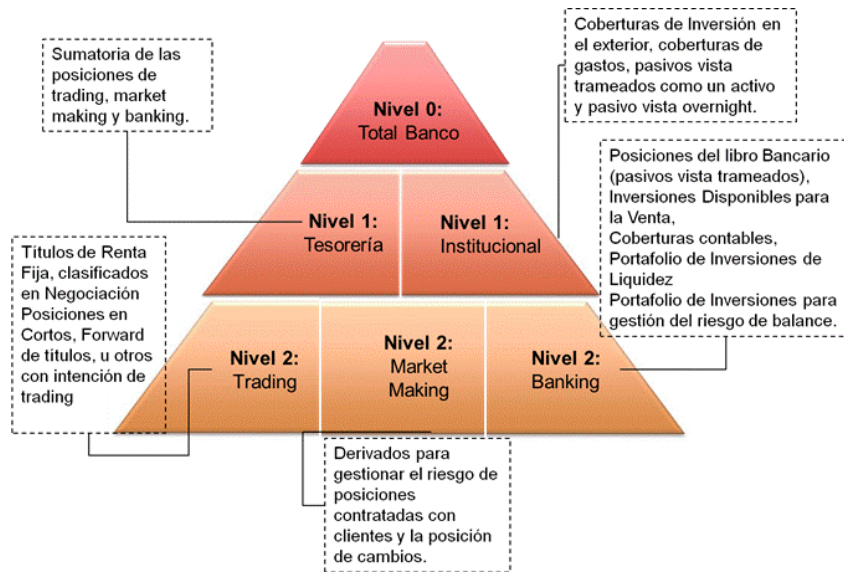 Sumatoria de las
posiciones de
trading, market
making y banking.
Coberturas de Inversión en
el exterior, coberturas de
gastos, pasivos vista
trameados como un activo
y pasivo vista overnight.
Nivel 0:
Total Banco
Nivel 1:
Tesorería
Nivel 1:
Institucional
Posiciones del libro Bancario
(pasivos vista trameados),
Inversiones Disponibles para
la Venta,
Coberturas contables,
Portafolio de Inversiones de
Liquidez
Portafolio de Inversiones para
gestión del riesgo de balance.
Títulos de Renta
Fija, clasificados
en Negociación
Posiciones en
Cortos, Forward
de títulos, u otros
con intención de
trading
Nivel 2:
Trading
Nivel 2:
Market
Making
Nivel 2:
Banking
Derivados para
gestionar el riesgo de
posiciones
contratadas con
clientes y la posición
de cambios.